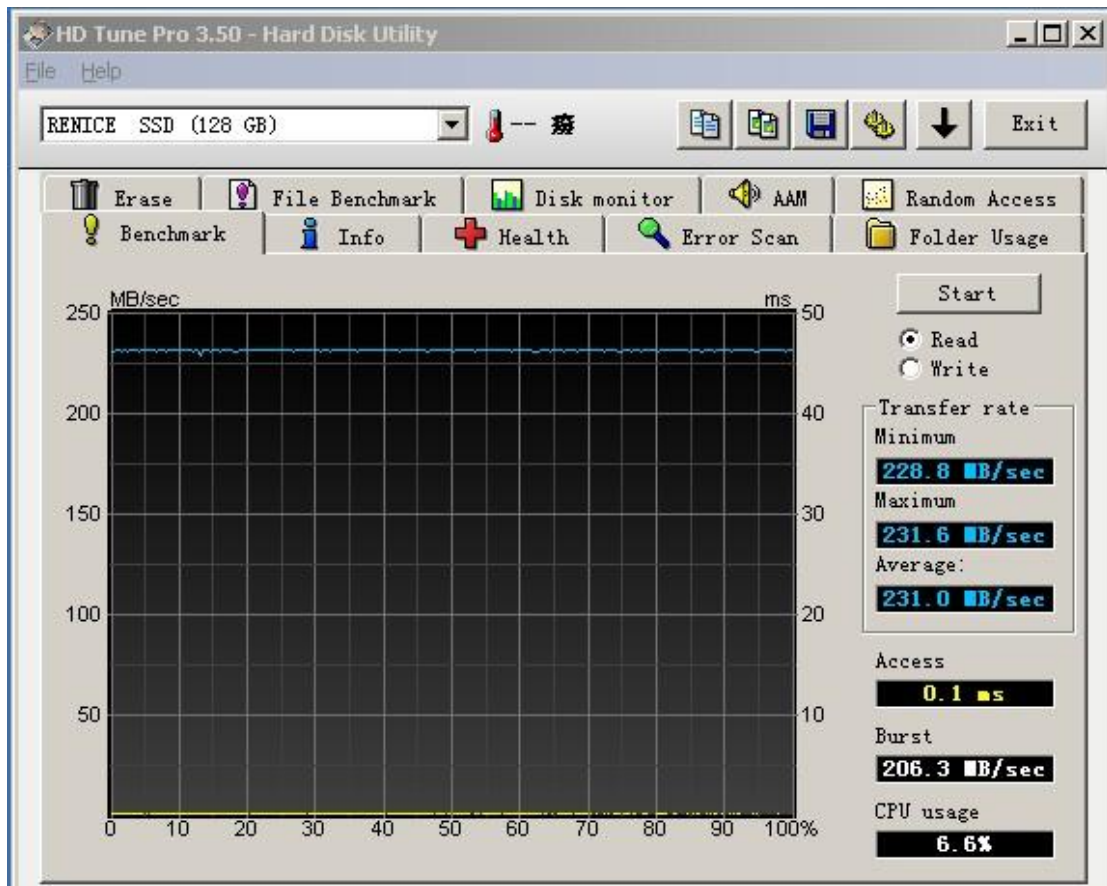 HD Tune Pro 3.50 - Hard Disk Utility
File Help
RENICE SSD (128 GB)
-- 癈
Exit
Erase
File Benchmark
Disk monitor
AAM
Random Access
Benchmark
Info
Health
Error Scan
Folder Usage
MB/sec
ms
250
200
150
100
50
50
40
30
20
10
0 10 20 30 40 50 60 70 80 90 100%
Start
Read
Write
Transfer rate
Minimum
228.8 MB/sec
Maximum
231.6 MB/sec
Average:
231.0 MB/sec
Access
0.1 ms
Burst
206.3 MB/sec
CPU usage
6.6%